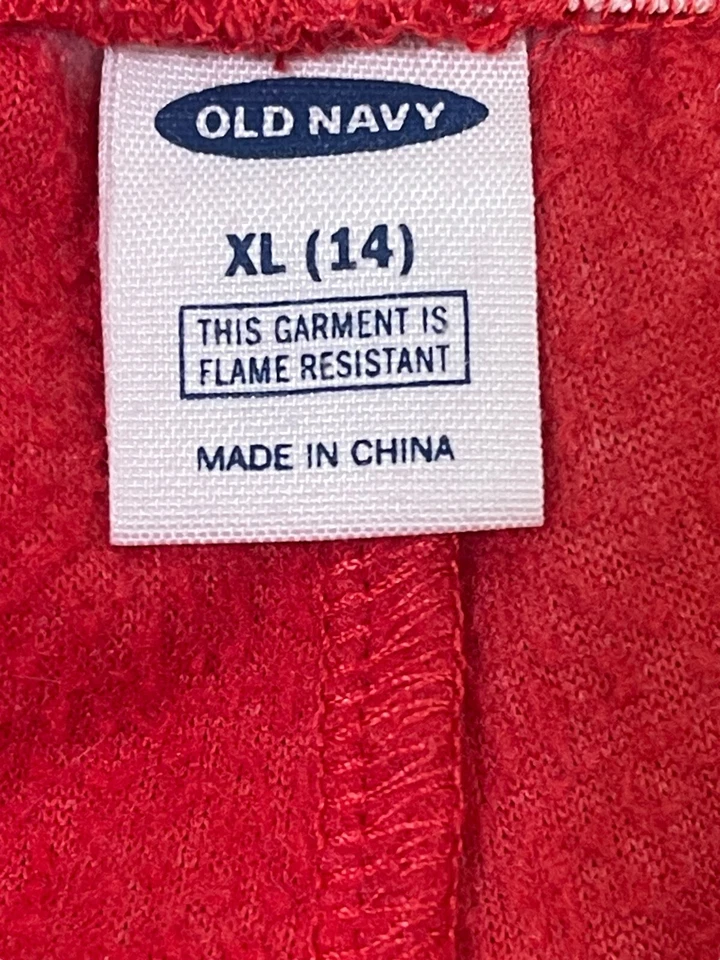 OLD NAVY
XL (14)
THIS GARMENT IS
FLAME RESISTANT
MADE IN CHINA